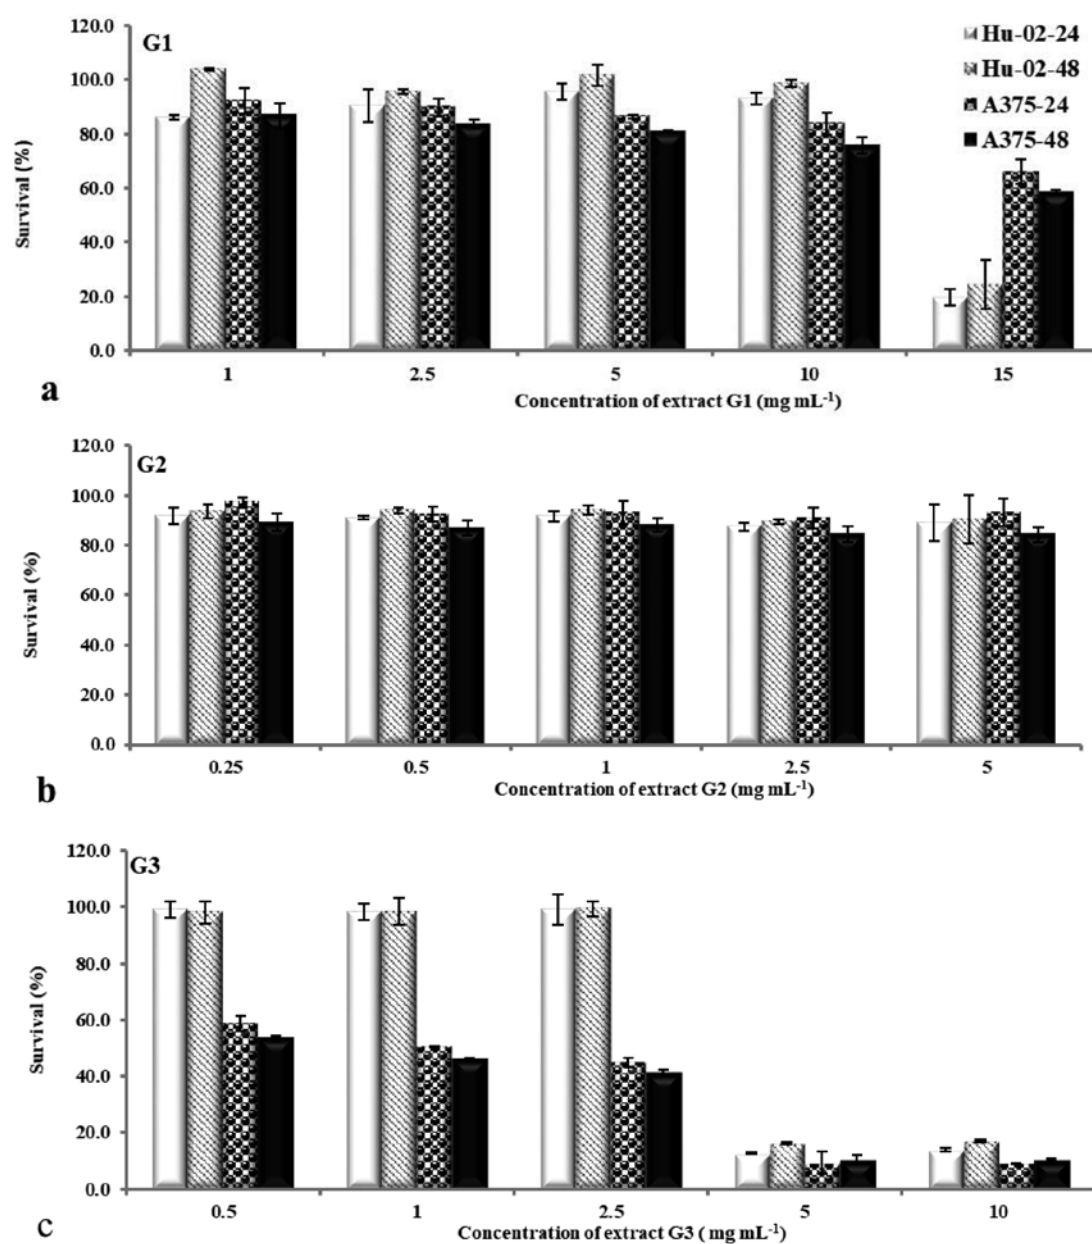 G1
Hu-02-24
Hu-02-48
A375-24
A375-48
120.0
100.0
80.0
60.0
40.0
20.0
0.0
Survival (%)
1 2.5 5 10 15
Concentration of extract G1 (mg mL-1)
a
G2
120.0
100.0
80.0
60.0
40.0
20.0
0.0
Survival (%)
0.25 0.5 1 2.5 5
Concentration of extract G2 (mg mL-1)
b
G3
120.0
100.0
80.0
60.0
40.0
20.0
0.0
Survival (%)
0.5 1 2.5 5 10
Concentration of extract G3 ( mg mL-1)
c